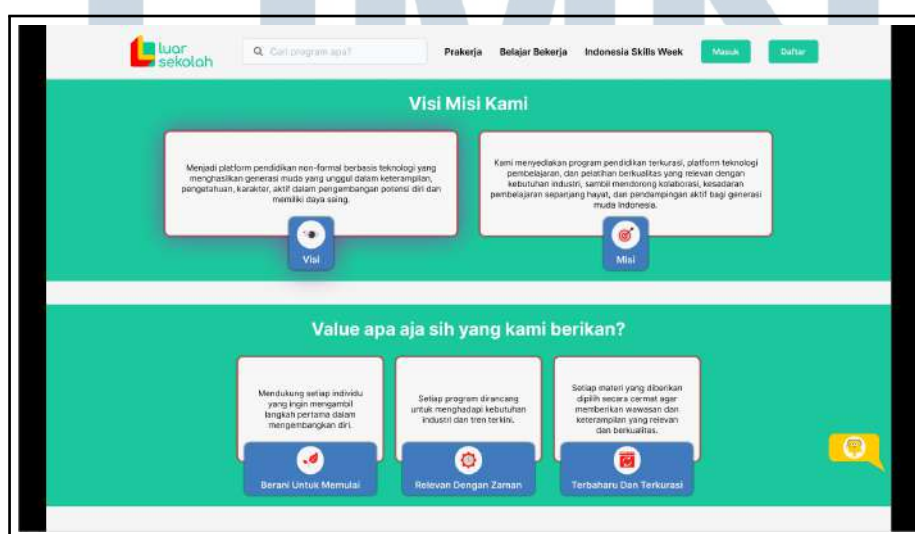 luar
sekolah
Cari program apa?
Prakerja
Belajar Bekerja
Indonesia Skills Week
Masuk
Daftar
Visi Misi Kami
Menjadi platform pendidikan non-formal berbasis teknologi yang
menghasilkan generasi muda yang unggul dalam keterampilan,
pengetahuan, karakter, aktif dalam pengembangan potensi diri dan
memiliki daya saing.
Visi
Kami menyediakan program pendidikan terkurasi, platform teknologi
pembelajaran, dan pelatihan berkualitas yang relevan dengan
kebutuhan industri, sambil mendorong kolaborasi, kesadaran
pembelajaran sepanjang hayat, dan pendampingan aktif bagi generasi
muda Indonesia.
Misi
Value apa aja sih yang kami berikan?
Mendukung setiap individu
yang ingin mengambil
langkah pertama dalam
mengembangkan diri.
Berani Untuk Memulai
Setiap program dirancang
untuk menghadapi kebutuhan
industri dan tren terkini.
Relevan Dengan Zaman
Setiap materi yang diberikan
dipilih secara cermat agar
memberikan wawasan dan
keterampilan yang relevan
dan berkualitas.
Terbaharu Dan Terkurasi